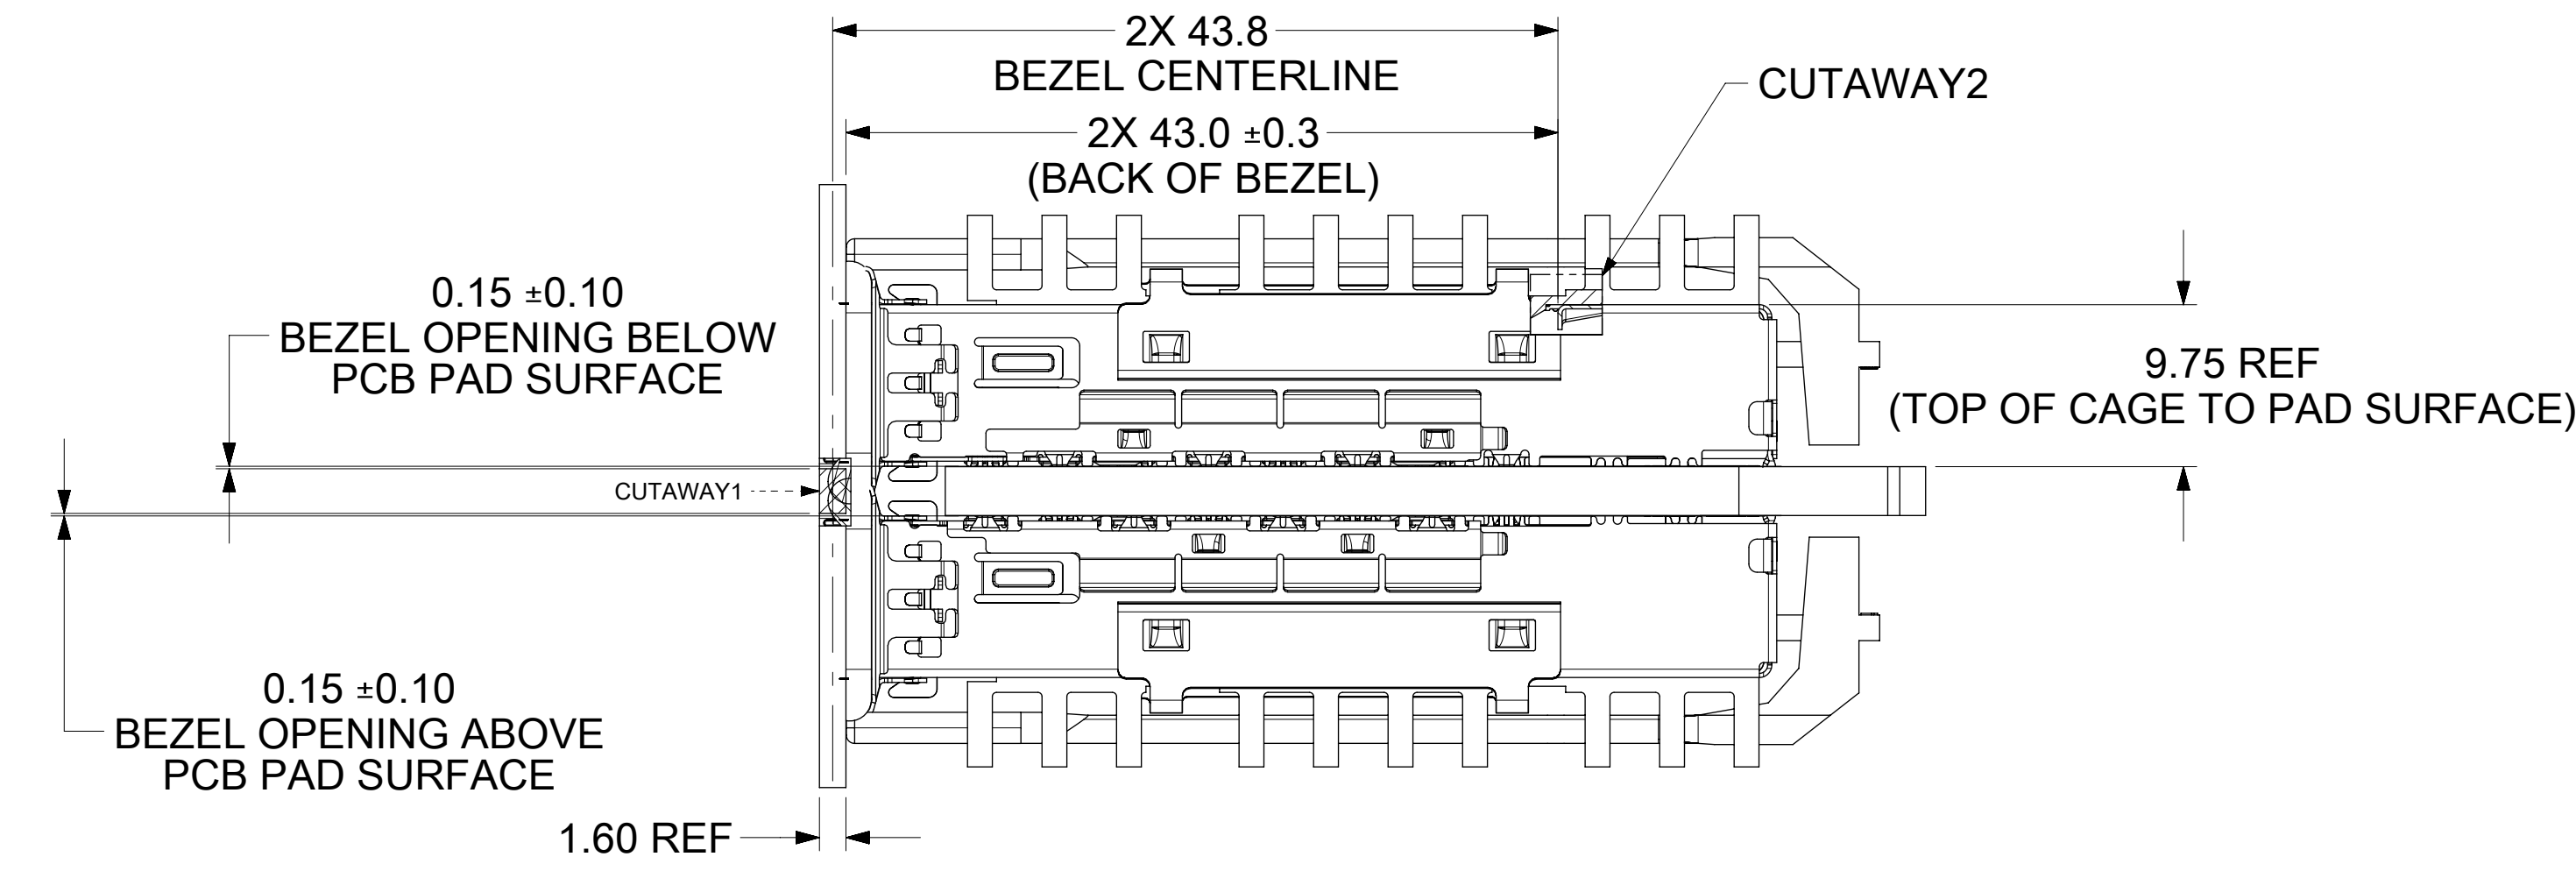 2X 43.8
BEZEL CENTERLINE
CUTAWAY2
2X 43.0 ±0.3
(BACK OF BEZEL)
0.15 ±0.10
BEZEL OPENING BELOW
PCB PAD SURFACE
9.75 REF
(TOP OF CAGE TO PAD SURFACE)
CUTAWAY1
0.15 ±0.10
BEZEL OPENING ABOVE
PCB PAD SURFACE
1.60 REF